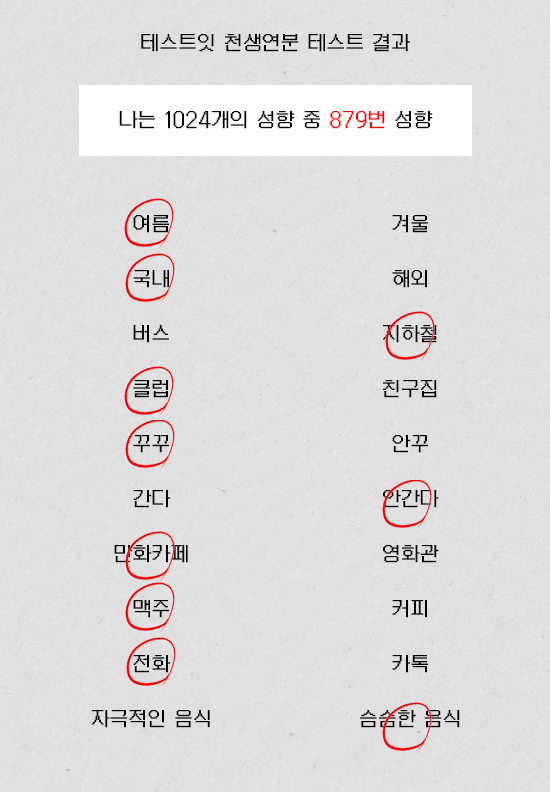 테스트잇 천생연분 테스트 결과
나는 1024개의 성향 중 879번 성향
여름 겨울
국내 해외
버스 지하철
클럽 친구집
꾸꾸 안꾸
간다 안간다
만화카페 영화관
맥주 커피
전화 카톡
자극적인 음식 슴슴한 음식